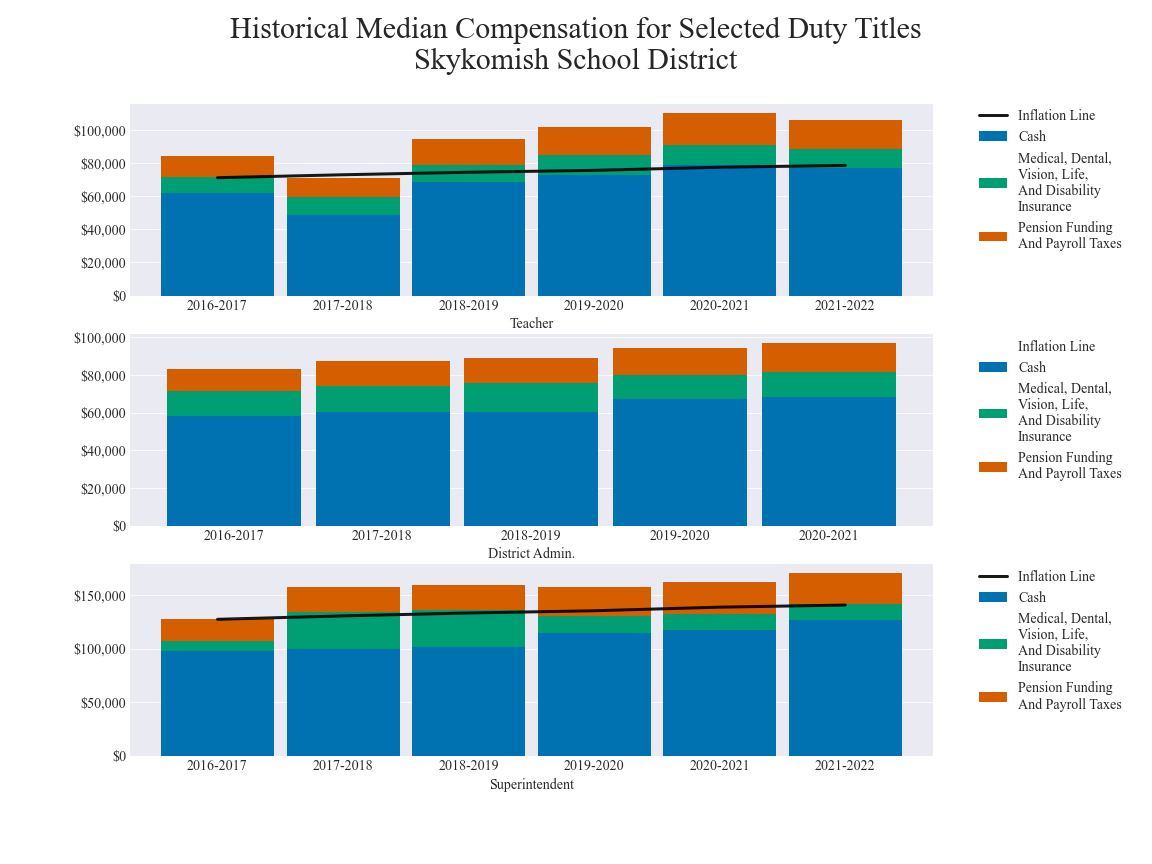 Historical Median Compensation for Selected Duty Titles
Skykomish School District
$100,000
$80,000
$60,000
$40,000
$20,000
$0
2016-2017 2017-2018 2018-2019 2019-2020 2020-2021 2021-2022
Teacher
Inflation Line
Cash
Medical, Dental,
Vision, Life,
And Disability
Insurance
Pension Funding
And Payroll Taxes
$100,000
$80,000
$60,000
$40,000
$20,000
$0
2016-2017 2017-2018 2018-2019 2019-2020 2020-2021
District Admin.
Inflation Line
Cash
Medical, Dental,
Vision, Life,
And Disability
Insurance
Pension Funding
And Payroll Taxes
$150,000
$100,000
$50,000
$0
2016-2017 2017-2018 2018-2019 2019-2020 2020-2021 2021-2022
Superintendent
Inflation Line
Cash
Medical, Dental,
Vision, Life,
And Disability
Insurance
Pension Funding
And Payroll Taxes